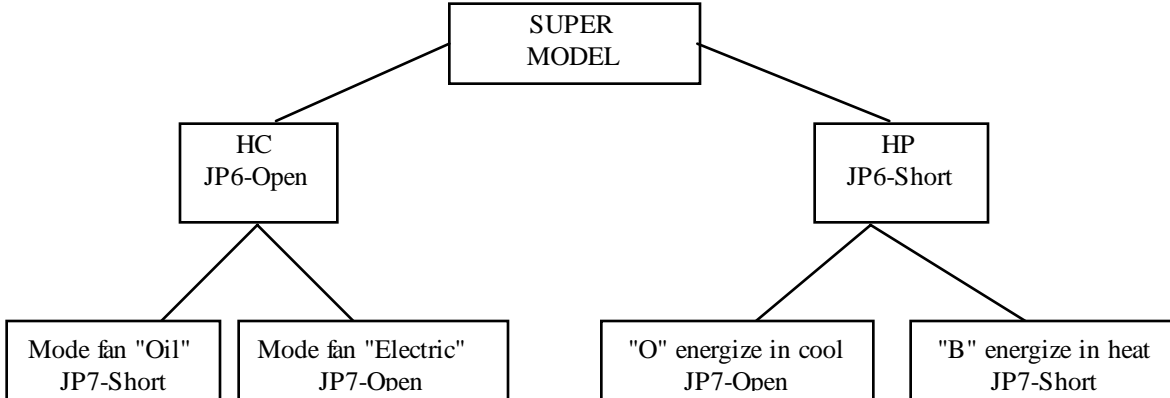 SUPER
MODEL
HC
JP6-Open
HP
JP6-Short
Mode fan "Oil"
JP7-Short
Mode fan "Electric"
JP7-Open
"O" energize in cool
JP7-Open
"B" energize in heat
JP7-Short